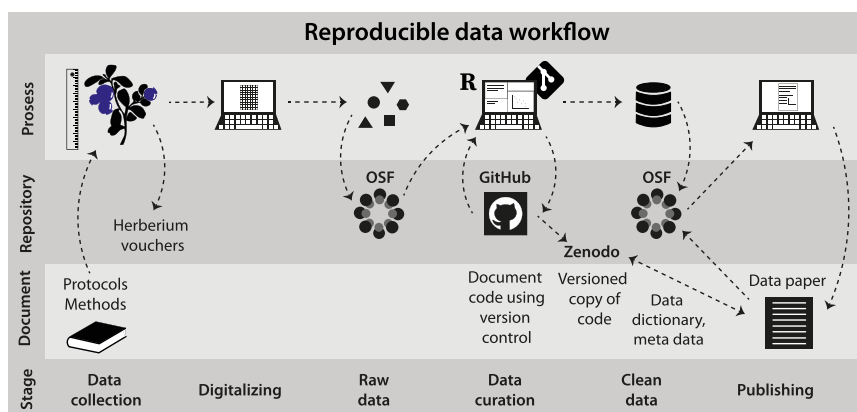 Reproducible data workflow
Prosess
R
Repository
OSF
GitHub
OSF
Herberium
vouchers
Zenodo
Document
Protocols
Methods
Document
code using
version
control
Versioned
copy of
code
Data
dictionary,
meta data
Data paper
Stage
Data
collection
Digitalizing
Raw
data
Data
curation
Clean
data
Publishing